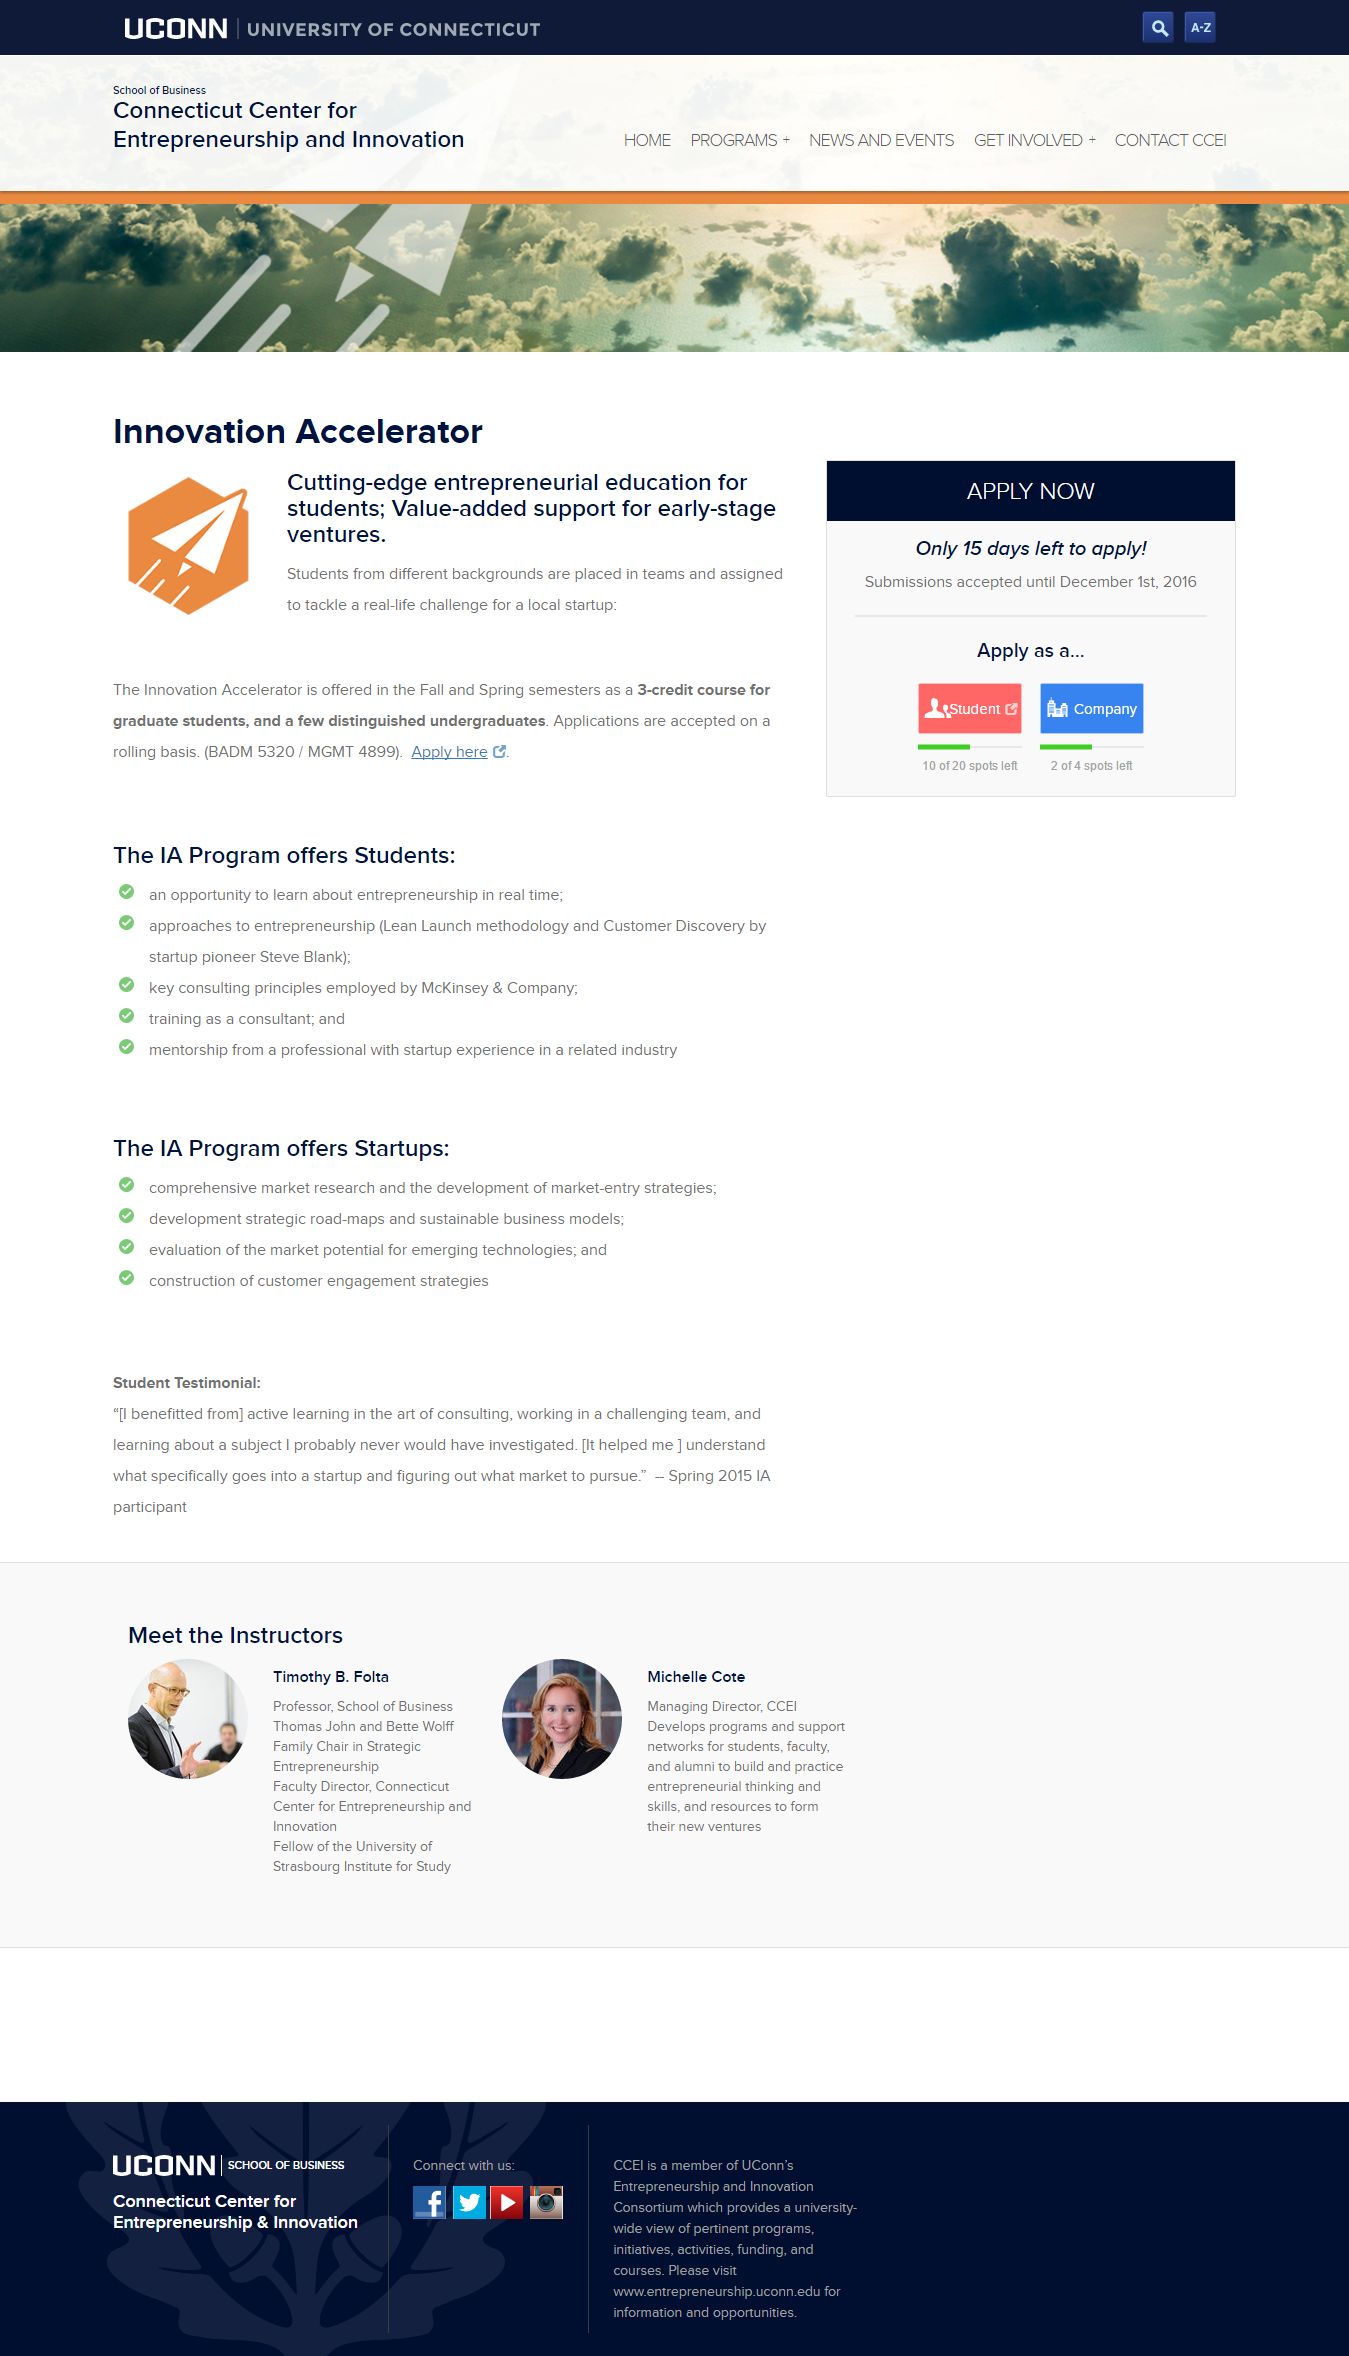 UCONN | UNIVERSITY OF CONNECTICUT
A-Z
School of Business
Connecticut Center for
Entrepreneurship and Innovation
HOME PROGRAMS + NEWS AND EVENTS GET INVOLVED + CONTACT CCEI
Innovation Accelerator
Cutting-edge entrepreneurial education for
students; Value-added support for early-stage
ventures.
Students from different backgrounds are placed in teams and assigned
to tackle a real-life challenge for a local startup:
The Innovation Accelerator is offered in the Fall and Spring semesters as a 3-credit course for
graduate students, and a few distinguished undergraduates. Applications are accepted on a
rolling basis. (BADM 5320 / MGMT 4899). Apply here.
APPLY NOW
Only 15 days left to apply!
Submissions accepted until December 1st, 2016
Apply as a...
Student Company
10 of 20 spots left 2 of 4 spots left
The IA Program offers Students:
an opportunity to learn about entrepreneurship in real time;
approaches to entrepreneurship (Lean Launch methodology and Customer Discovery by
startup pioneer Steve Blank);
key consulting principles employed by McKinsey & Company;
training as a consultant; and
mentorship from a professional with startup experience in a related industry
The IA Program offers Startups:
comprehensive market research and the development of market-entry strategies;
development strategic road-maps and sustainable business models;
evaluation of the market potential for emerging technologies; and
construction of customer engagement strategies
Student Testimonial:
“[I benefitted from] active learning in the art of consulting, working in a challenging team, and
learning about a subject I probably never would have investigated. [It helped me ] understand
what specifically goes into a startup and figuring out what market to pursue.” -- Spring 2015 IA
participant
Meet the Instructors
Timothy B. Folta
Professor, School of Business
Thomas John and Bette Wolff
Family Chair in Strategic
Entrepreneurship
Faculty Director, Connecticut
Center for Entrepreneurship and
Innovation
Fellow of the University of
Strasbourg Institute for Study
Michelle Cote
Managing Director, CCEI
Develops programs and support
networks for students, faculty,
and alumni to build and practice
entrepreneurial thinking and
skills, and resources to form
their new ventures
UCONN | SCHOOL OF BUSINESS
Connecticut Center for
Entrepreneurship & Innovation
Connect with us:
CCEI is a member of UConn’s
Entrepreneurship and Innovation
Consortium which provides a university-
wide view of pertinent programs,
initiatives, activities, funding, and
courses. Please visit
www.entrepreneurship.uconn.edu for
information and opportunities.